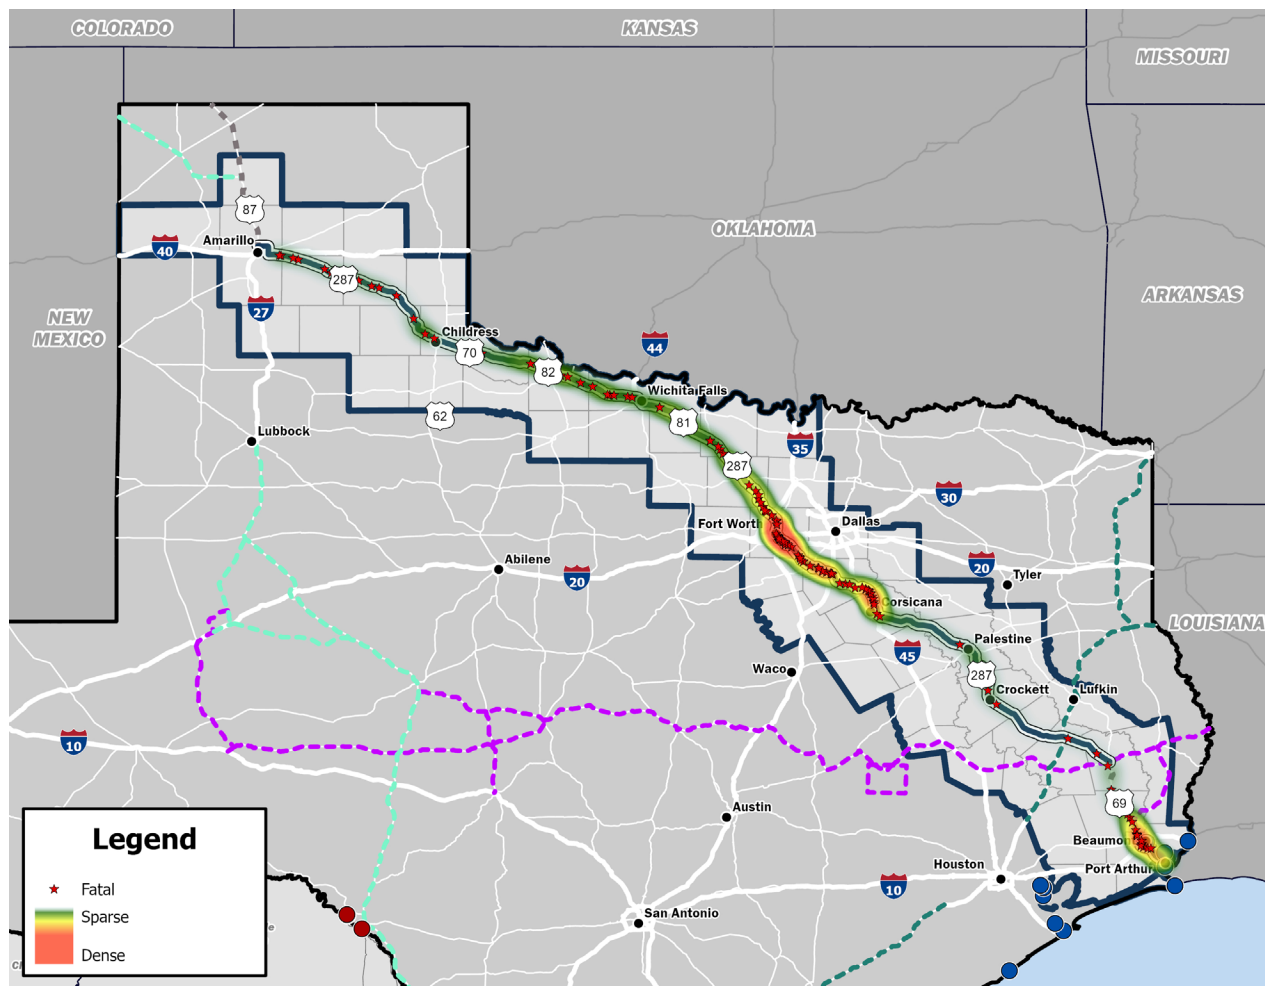 COLORADO
KANSAS
MISSOURI
87
OKLAHOMA
Amarillo
40
287
ARKANSAS
27
NEW
MEXICO
Childress
44
70
82
Wichita Falls
62
81
Lubbock
35
287
30
Fort Worth
Dallas
Abilene
20
20
Tyler
Corsicana
LOUISIANA
Palestine
45
Waco
287
Crockett
Lufkin
10
69
Austin
Beaumont
Houston
Port Arthur
10
San Antonio
Legend
Fatal
Sparse
Dense